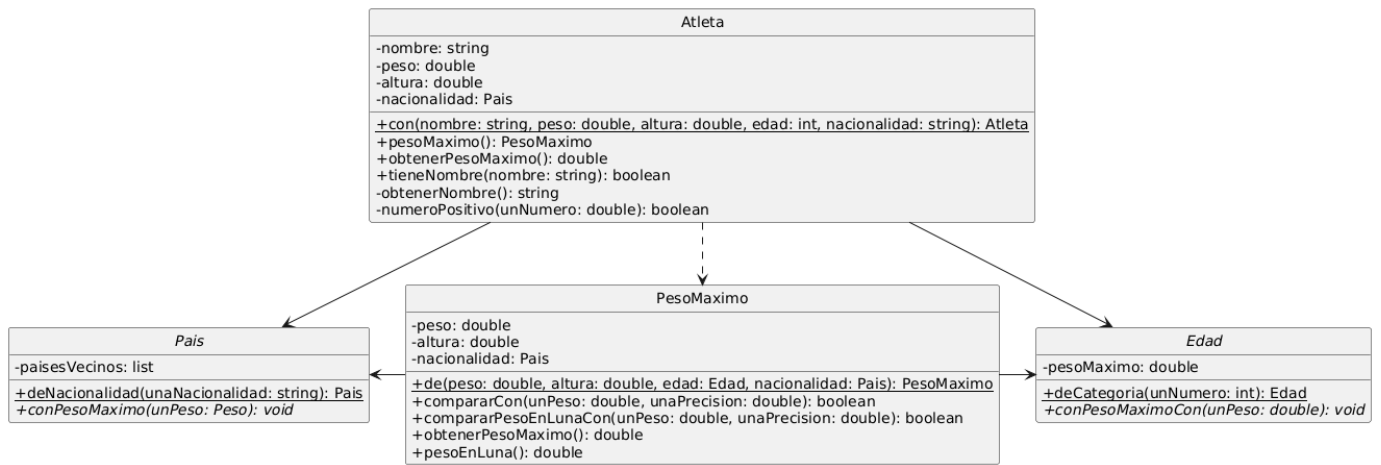 Atleta
-nombre: string
-peso: double
-altura: double
-nacionalidad: Pais
+con(nombre: string, peso: double, altura: double, edad: int, nacionalidad: string): Atleta
+pesoMaximo(): PesoMaximo
+obtenerPesoMaximo(): double
+tieneNombre(nombre: string): boolean
-obtenerNombre(): string
-numeroPositivo(unNumero: double): boolean
Pais
-paisesVecinos: list
+deNacionalidad(unaNacionalidad: string): Pais
+conPesoMaximo(unPeso: Peso): void
PesoMaximo
-peso: double
-altura: double
-nacionalidad: Pais
+de(peso: double, altura: double, edad: Edad, nacionalidad: Pais): PesoMaximo
+compararCon(unPeso: double, unaPrecision: double): boolean
+compararPesoEnLunaCon(unPeso: double, unaPrecision: double): boolean
+obtenerPesoMaximo(): double
+pesoEnLuna(): double
Edad
-pesoMaximo: double
+deCategoria(unNumero: int): Edad
+conPesoMaximoCon(unPeso: double): void